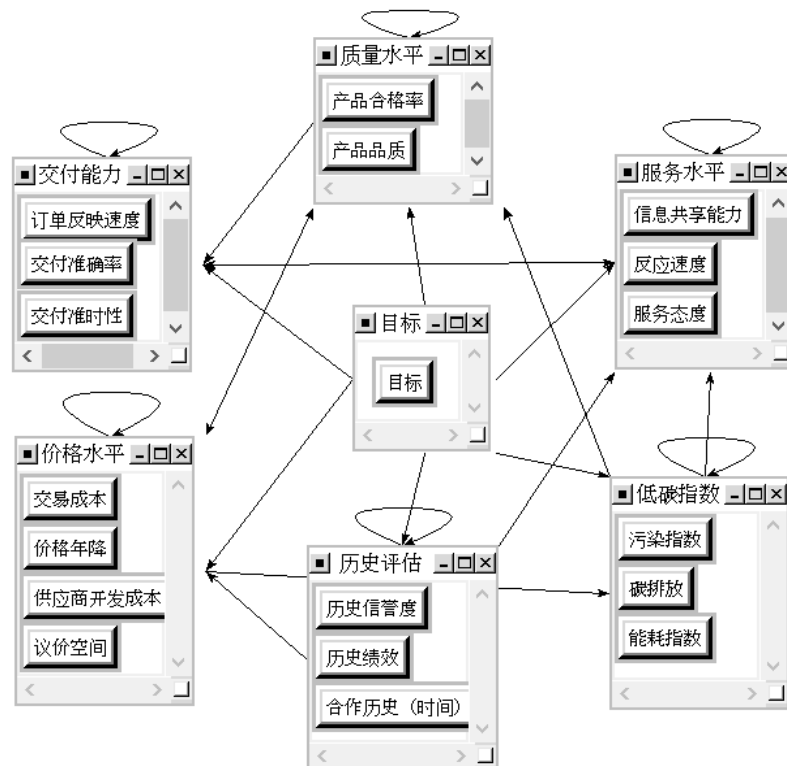 质量水平
产品合格率
产品品质
交付能力
订单反映速度
交付准确率
交付准时性
服务水平
信息共享能力
反应速度
服务态度
目标
目标
价格水平
交易成本
价格年降
供应商开发成本
议价空间
历史评估
历史信誉度
历史绩效
合作历史（时间）
低碳指数
污染指数
碳排放
能耗指数